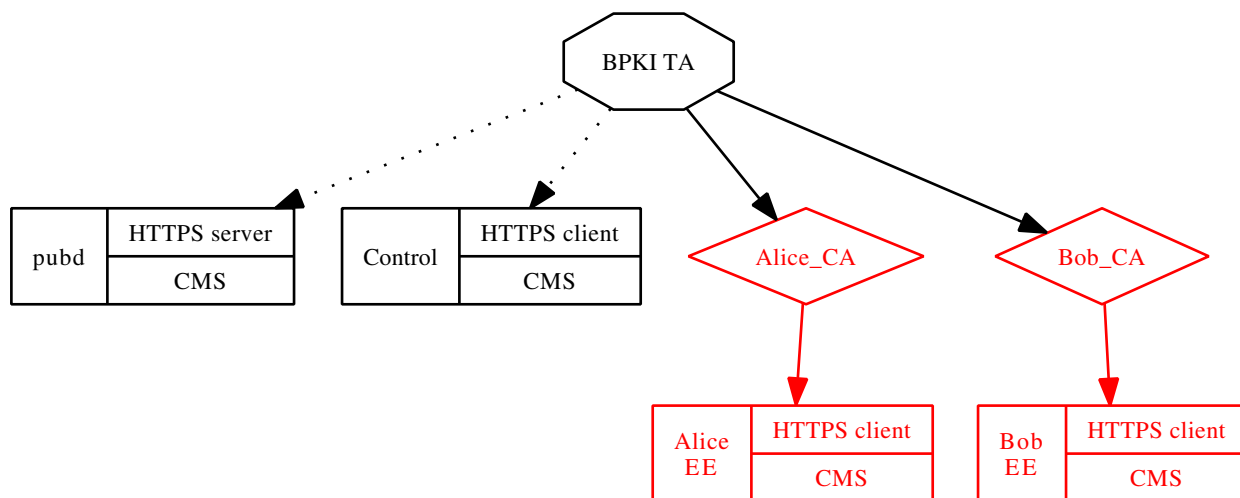 BPKI TA
pubd
HTTPS server
CMS
Control
HTTPS client
CMS
Alice_CA
Bob_CA
Alice
EE
HTTPS client
CMS
Bob
EE
HTTPS client
CMS